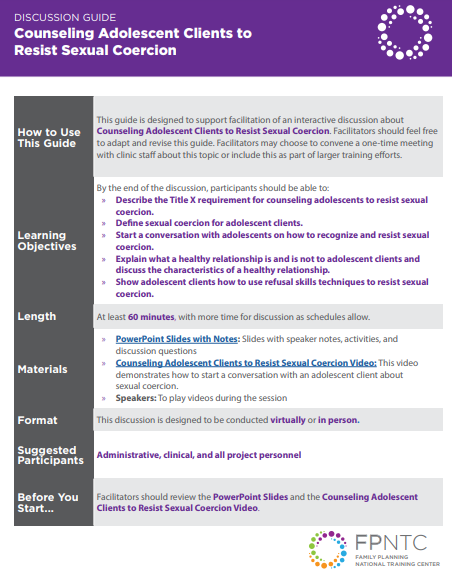 DISCUSSION GUIDE
Counseling Adolescent Clients to
Resist Sexual Coercion
How to Use
This Guide
This guide is designed to support facilitation of an interactive discussion about
Counseling Adolescent Clients to Resist Sexual Coercion. Facilitators should feel free
to adapt and revise this guide. Facilitators may choose to convene a one-time meeting
with clinic staff about this topic or include this as part of larger training efforts.
Learning
Objectives
By the end of the discussion, participants should be able to:
» Describe the Title X requirement for counseling adolescents to resist sexual
coercion.
» Define sexual coercion for adolescent clients.
» Start a conversation with adolescents on how to recognize and resist sexual
coercion.
» Explain what a healthy relationship is and is not to adolescent clients and
discuss the characteristics of a healthy relationship.
» Show adolescent clients how to use refusal skills techniques to resist sexual
coercion.
Length
At least 60 minutes, with more time for discussion as schedules allow.
Materials
» PowerPoint Slides with Notes: Slides with speaker notes, activities, and
discussion questions
» Counseling Adolescent Clients to Resist Sexual Coercion Video: This video
demonstrates how to start a conversation with an adolescent client about
sexual coercion.
» Speakers: To play videos during the session
Format
This discussion is designed to be conducted virtually or in person.
Suggested
Participants
Administrative, clinical, and all project personnel
Before You
Start...
Facilitators should review the PowerPoint Slides and the Counseling Adolescent
Clients to Resist Sexual Coercion Video.
FPNTC
FAMILY PLANNING
NATIONAL TRAINING CENTER